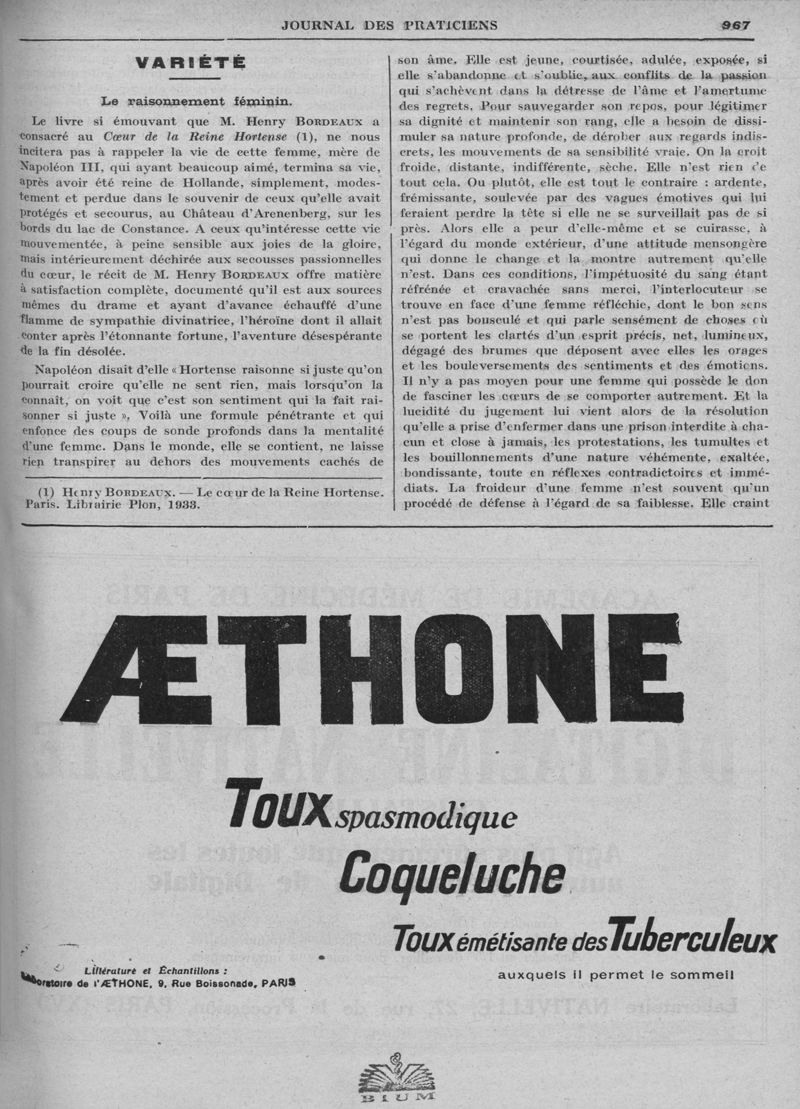 JOURNAL DES PRATICIENS 967
VARIÉTÉ
Le raisonnement féminin.
Le livre si émouvant que M. Henry BORDEAUX a
consacré au Cœur de la Reine Hortense (1), ne nous
incitera pas à rappeler la vie de cette femme, mère de
Napoléon III, qui ayant beaucoup aimé, termina sa vie,
après avoir été reine de Hollande, simplement, modes-
tement et perdue dans le souvenir de ceux qu'elle avait
protégés et secourus, au Château d'Arenenberg, sur les
bords du lac de Constance. A ceux qu'intéresse cette vie
mouvementée, à peine sensible aux joies de la gloire,
mais intérieurement déchirée aux secousses passionnelles
du cœur, le récit de M. Henry BORDEAUX offre matière
à satisfaction complète, documenté qu'il est aux sources
mêmes du drame et ayant d'avance échauffé d'une
flamme de sympathie divinatrice, l'héroïne dont il allait
conter après l'étonnante fortune, l'aventure désespérante
de la fin désolée.
Napoléon disait d'elle « Hortense raisonne si juste qu'on
pourrait croire qu'elle ne sent rien, mais lorsqu'on la
connaît, on voit que c'est son sentiment qui la fait rai-
sonner si juste ». Voilà une formule pénétrante et qui
enfonce des coups de sonde profonds dans la mentalité
d'une femme. Dans le monde, elle se contient, ne laisse
rien transpirer au dehors des mouvements cachés de
(1) Henry BORDEAUX. — Le cœur de la Reine Hortense.
Paris. Librairie Plon, 1933.
son âme. Elle est jeune, courtisée, adulée, exposée, si
elle s'abandonne et s'oublie, aux conflits de la passion
qui s'achèvent dans la détresse de l'âme et l'amertume
des regrets. Pour sauvegarder son repos, pour légitimer
sa dignité et maintenir son rang, elle a besoin de dissi-
muler sa nature profonde, de dérober aux regards indis-
crets, les mouvements de sa sensibilité vraie. On la croit
froide, distante, indifférente, sèche. Elle n'est rien de
tout cela. Ou plutôt, elle est tout le contraire : ardente,
frémissante, soulevée par des vagues émotives qui lui
feraient perdre la tête si elle ne se surveillait pas de si
près. Alors elle a peur d'elle-même et se cuirasse, à
l'égard du monde extérieur, d'une attitude mensongère
qui donne le change et la montre autrement qu'elle
n'est. Dans ces conditions, l'impétuosité du sang étant
réfrénée et cravachée sans merci, l'interlocuteur se
trouve en face d'une femme réfléchie, dont le bon sens
n'est pas bousculé et qui parle sensément de choses où
se portent les clartés d'un esprit précis, net, lumineux,
dégagé des brumes que déposent avec elles les orages
et les bouleversements des sentiments et des émotions.
Il n'y a pas moyen pour une femme qui possède le don
de fasciner les cœurs de se comporter autrement. Et la
lucidité du jugement lui vient alors de la résolution
qu'elle a prise d'enfermer dans une prison interdite à cha-
cun et close à jamais, les protestations, les tumultes et
les bouillonnements d'une nature véhémente, exaltée,
bondissante, toute en réflexes contradictoires et immé-
diats. La froideur d'une femme n'est souvent qu'un
procédé de défense à l'égard de sa faiblesse. Elle craint
ÆTHONE
Toux spasmodique
Coqueluche
Toux émétisante des Tuberculeux
auxquels il permet le sommeil
Littérature et Échantillons :
Laboratoire de l'ÆTHONE, 9, Rue Boissonade, PARIS
BIUM